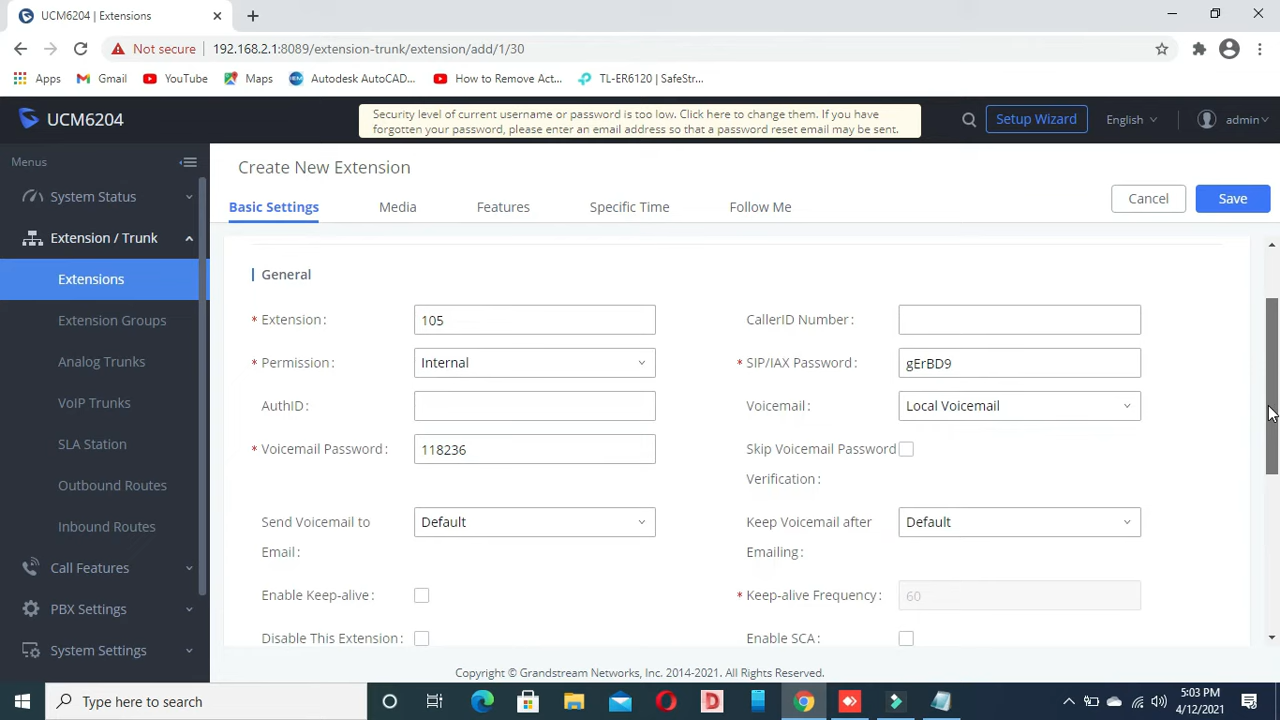 UCM6204 | Extensions
Not secure
192.168.2.1:8089/extension-trunk/extension/add/1/30
Apps
Gmail
YouTube
Maps
Autodesk AutoCAD...
How to Remove Act...
TL-ER6120 | SafeStr...
UCM6204
Security level of current username or password is too low. Click here to change them. If you have
forgotten your password, please enter an email address so that a password reset email may be sent.
Setup Wizard
English
admin
Menus
System Status
Extension / Trunk
Extensions
Extension Groups
Analog Trunks
VoIP Trunks
SLA Station
Outbound Routes
Inbound Routes
Call Features
PBX Settings
System Settings
Create New Extension
Cancel
Save
Basic Settings
Media
Features
Specific Time
Follow Me
General
* Extension :
105
CallerID Number :
* Permission :
Internal
* SIP/IAX Password :
gErBD9
AuthID :
Voicemail :
Local Voicemail
* Voicemail Password :
118236
Skip Voicemail Password
Verification :
Send Voicemail to
Email :
Default
Keep Voicemail after
Emailing :
Default
Enable Keep-alive :
* Keep-alive Frequency :
60
Disable This Extension :
Enable SCA :
Copyright © Grandstream Networks, Inc. 2014-2021. All Rights Reserved.
Type here to search
5:03 PM
4/12/2021